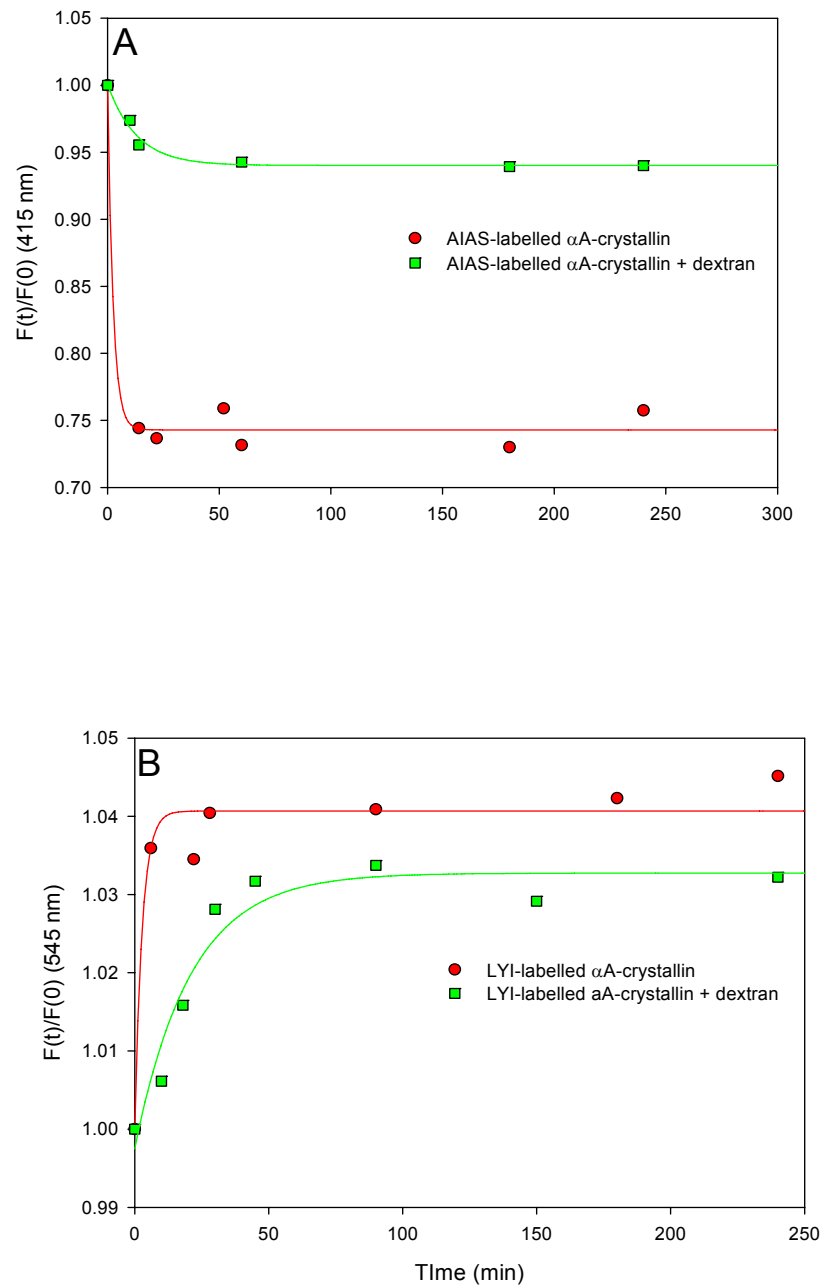 A
F(t)/F(0) (415 nm)
1.05
1.00
0.95
0.90
0.85
0.80
0.75
0.70
AIAS-labelled αA-crystallin
AIAS-labelled αA-crystallin + dextran
0 50 100 150 200 250 300
B
F(t)/F(0) (545 nm)
1.05
1.04
1.03
1.02
1.01
1.00
0.99
LYI-labelled αA-crystallin
LYI-labelled aA-crystallin + dextran
0 50 100 150 200 250
TIme (min)